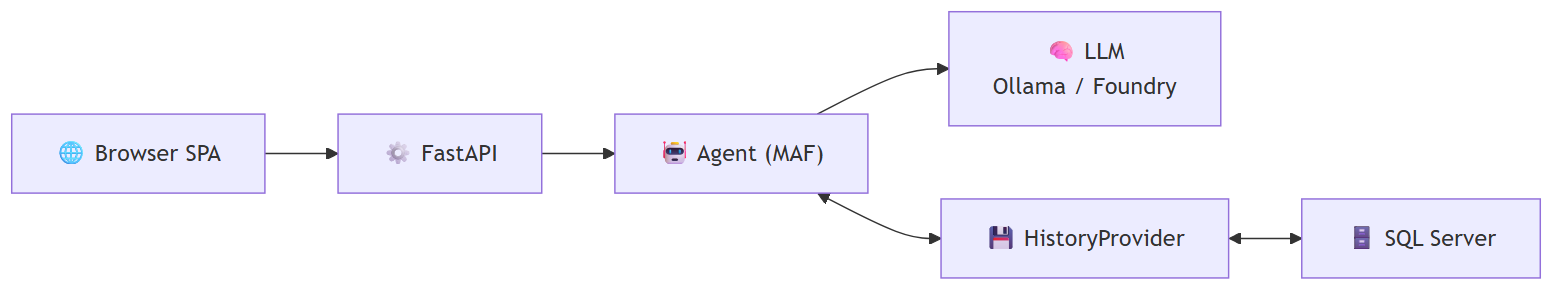 🌐 Browser SPA
⚙️ FastAPI
🤖 Agent (MAF)
🧠 LLM
Ollama / Foundry
💾 HistoryProvider
🗄️ SQL Server